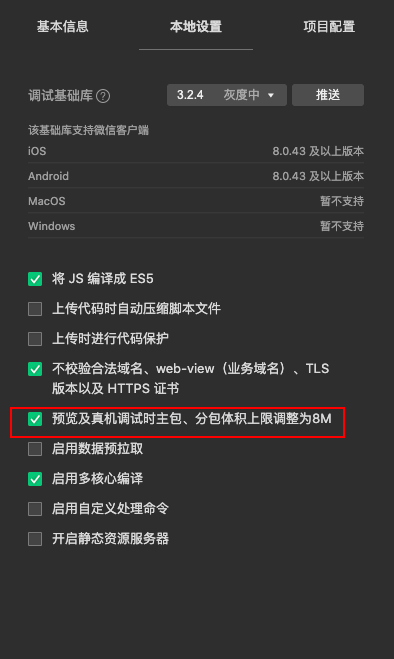 基本信息 本地设置 项目配置
调试基础库 ? 3.2.4 灰度中 推送
该基础库支持微信客户端
iOS 8.0.43 及以上版本
Android 8.0.43 及以上版本
MacOS 暂不支持
Windows 暂不支持
将 JS 编译成 ES5
上传代码时自动压缩脚本文件
上传时进行代码保护
不校验合法域名、web-view（业务域名）、TLS
版本以及 HTTPS 证书
预览及真机调试时主包、分包体积上限调整为8M
启用数据预拉取
启用多核心编译
启用自定义处理命令
开启静态资源服务器